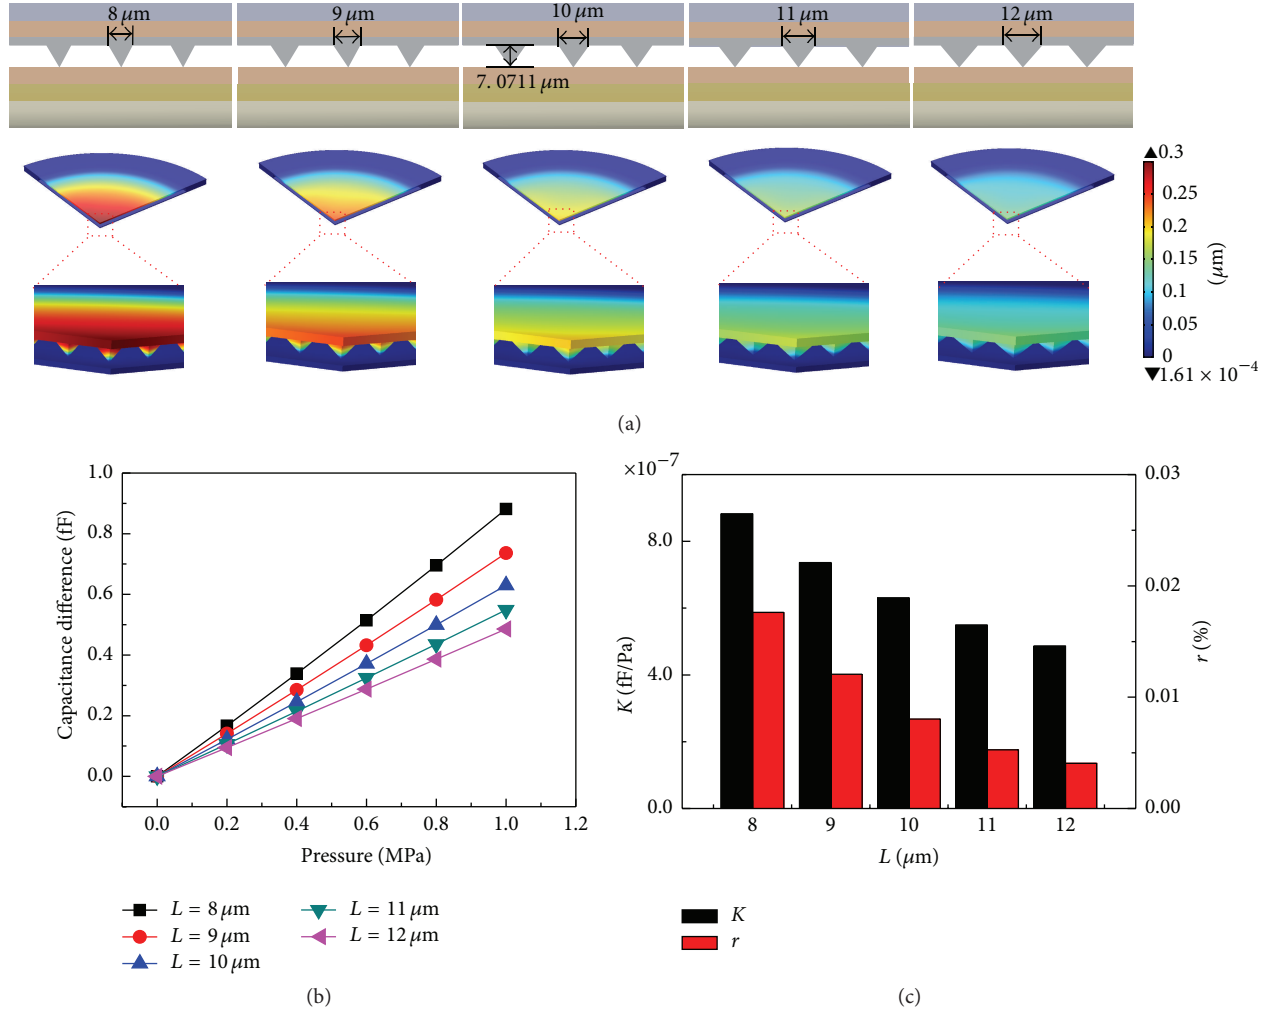 8 μm
9 μm
10 μm
11 μm
12 μm
7. 0711 μm
0.3
0.25
0.2
0.15
0.1
0.05
0
1.61 × 10−4
(μm)
(a)
Capacitance difference (fF)
1.0
0.8
0.6
0.4
0.2
0.0
0.0 0.2 0.4 0.6 0.8 1.0 1.2
Pressure (MPa)
L = 8 μm
L = 9 μm
L = 10 μm
L = 11 μm
L = 12 μm
(b)
×10−7
K (fF/Pa)
8.0
4.0
0.0
0.03
0.02
0.01
0.00
r (%)
8 9 10 11 12
L (μm)
K
r
(c)